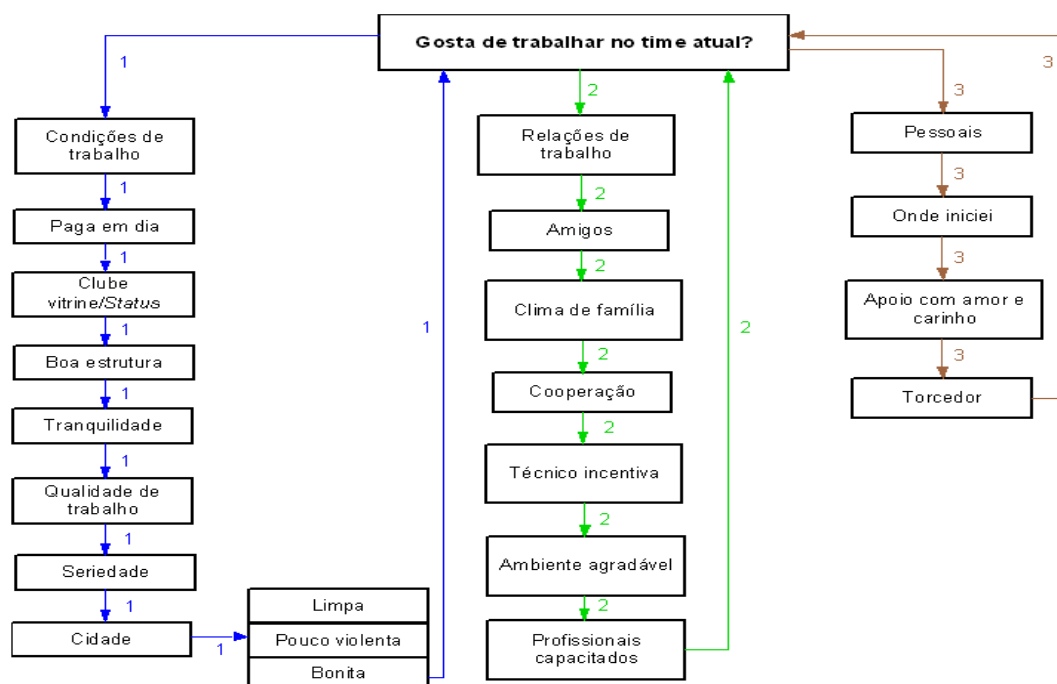 Gosta de trabalhar no time atual?
1
Condições de
trabalho
1
Paga em dia
1
Clube
vitrine/Status
1
Boa estrutura
1
Tranquilidade
1
Qualidade de
trabalho
1
Seriedade
1
Cidade
1
Limpa
Pouco violenta
Bonita
1
2
Relações de
trabalho
2
Amigos
2
Clima de família
2
Cooperação
2
Técnico incentiva
2
Ambiente agradável
2
Profissionais
capacitados
2
3
Pessoais
3
Onde iniciei
3
Apoio com amor e
carinho
3
Torcedor
3